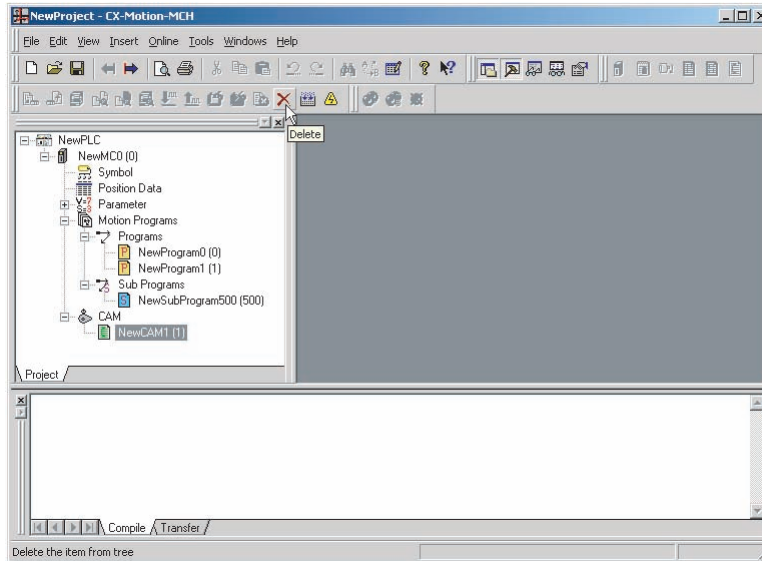 NewProject - CX-Motion-MCH
File Edit View Insert Online Tools Windows Help
Delete
NewPLC
NewMC0 (0)
Symbol
Position Data
Parameter
Motion Programs
Programs
NewProgram0 (0)
NewProgram1 (1)
Sub Programs
NewSubProgram500 (500)
CAM
NewCAM1 (1)
Project
Compile Transfer
Delete the item from tree